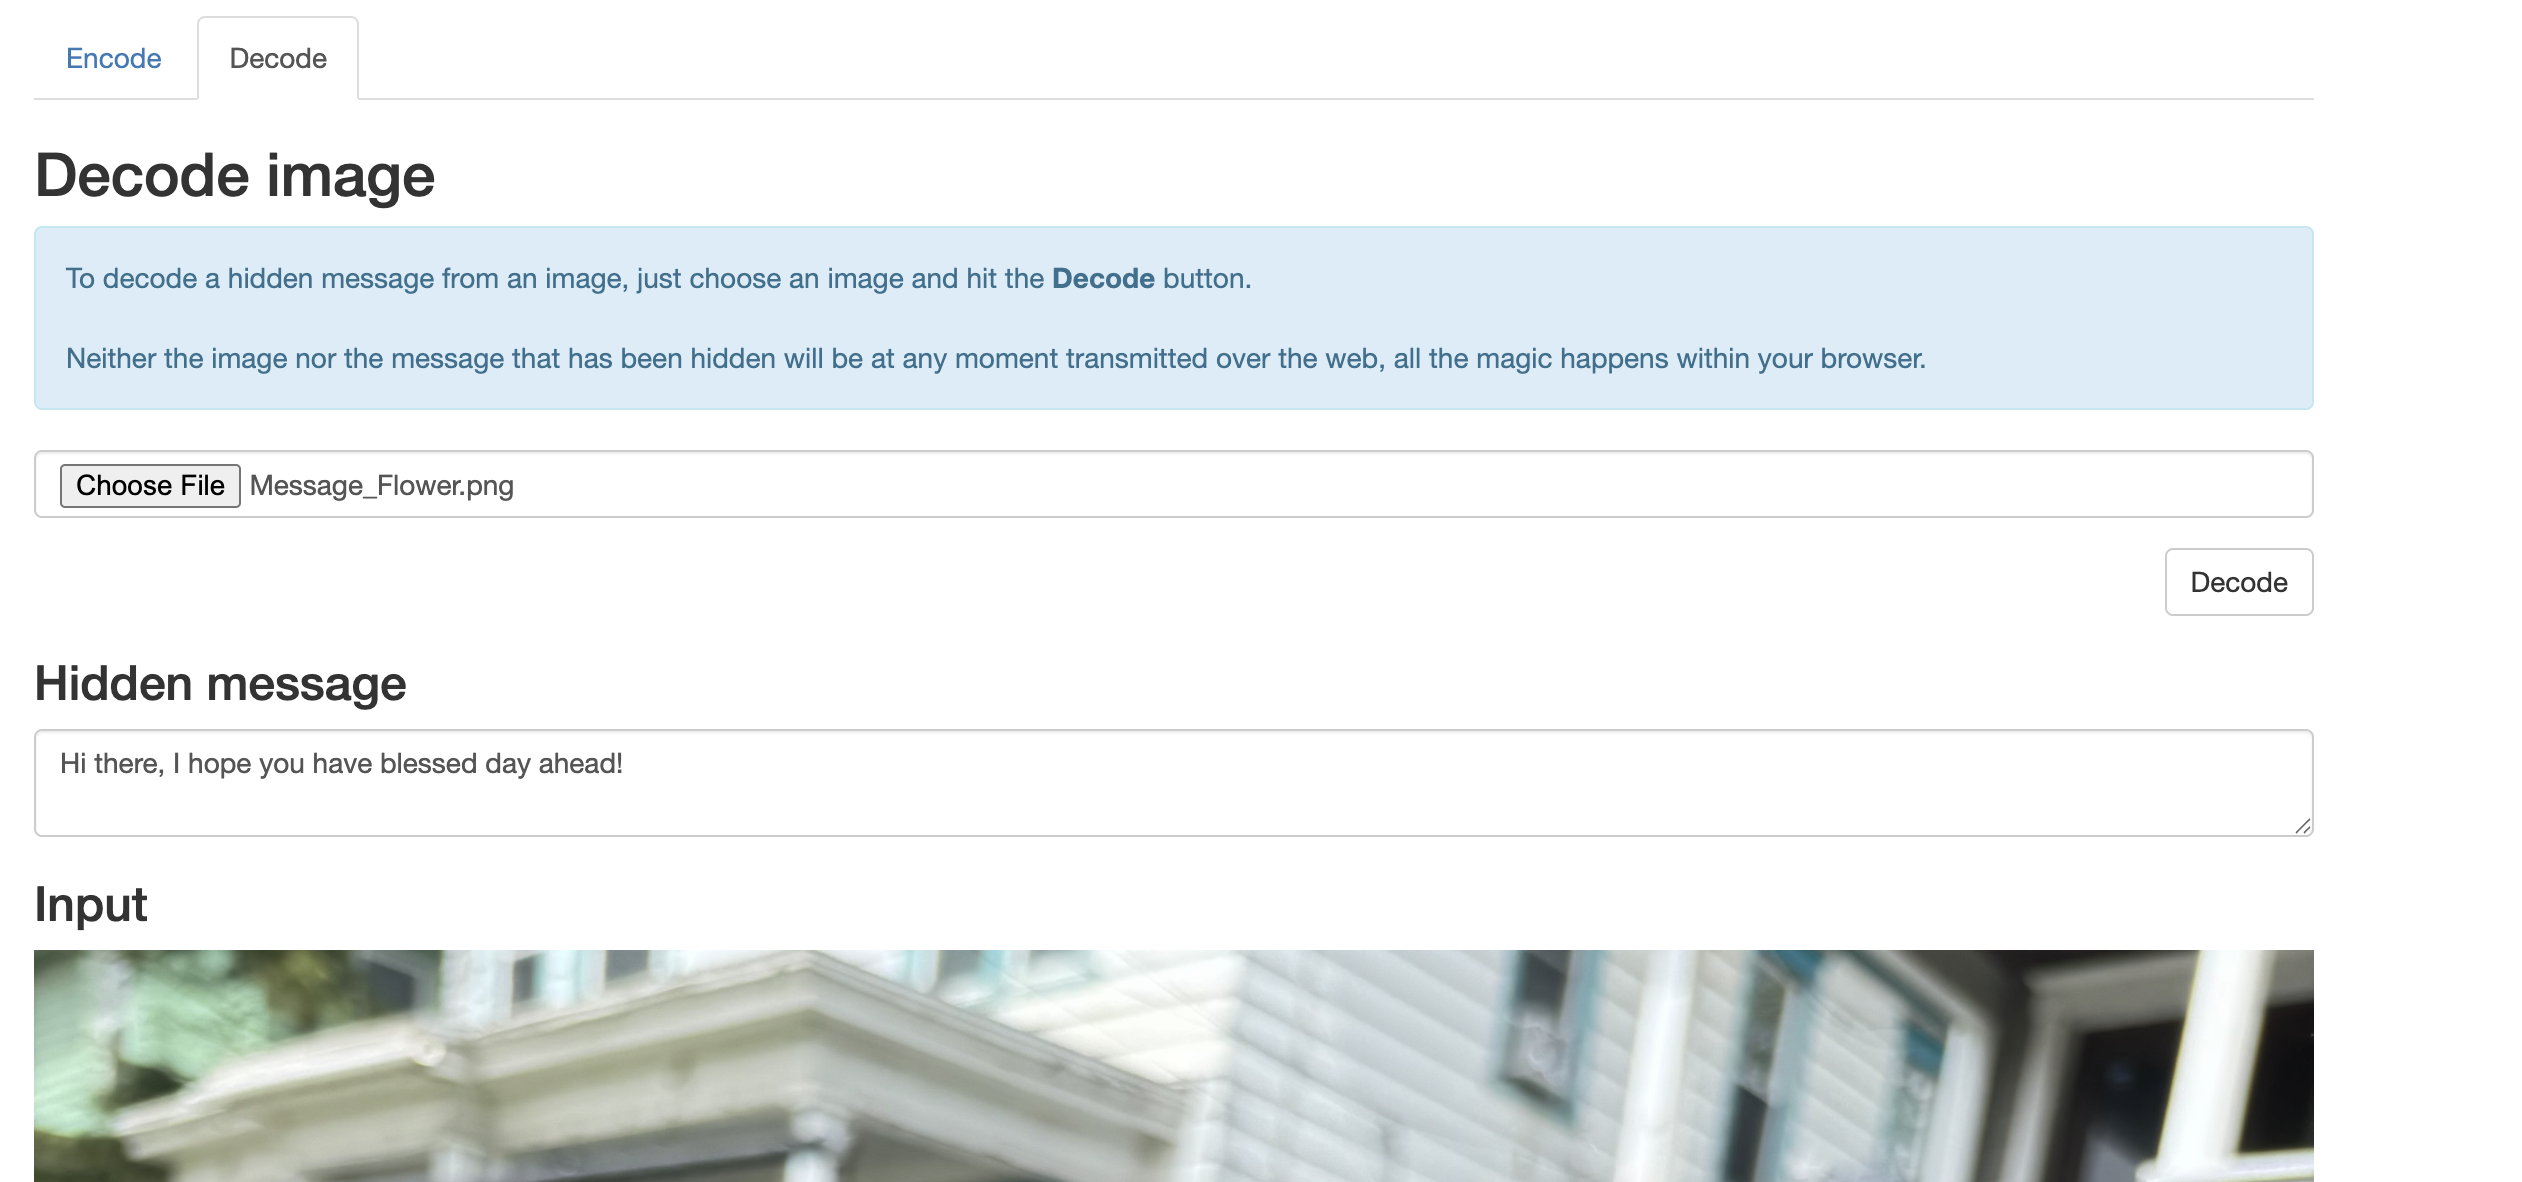 Encode
Decode
Decode image
To decode a hidden message from an image, just choose an image and hit the Decode button.
Neither the image nor the message that has been hidden will be at any moment transmitted over the web, all the magic happens within your browser.
Choose File Message_Flower.png
Decode
Hidden message
Hi there, I hope you have blessed day ahead!
Input